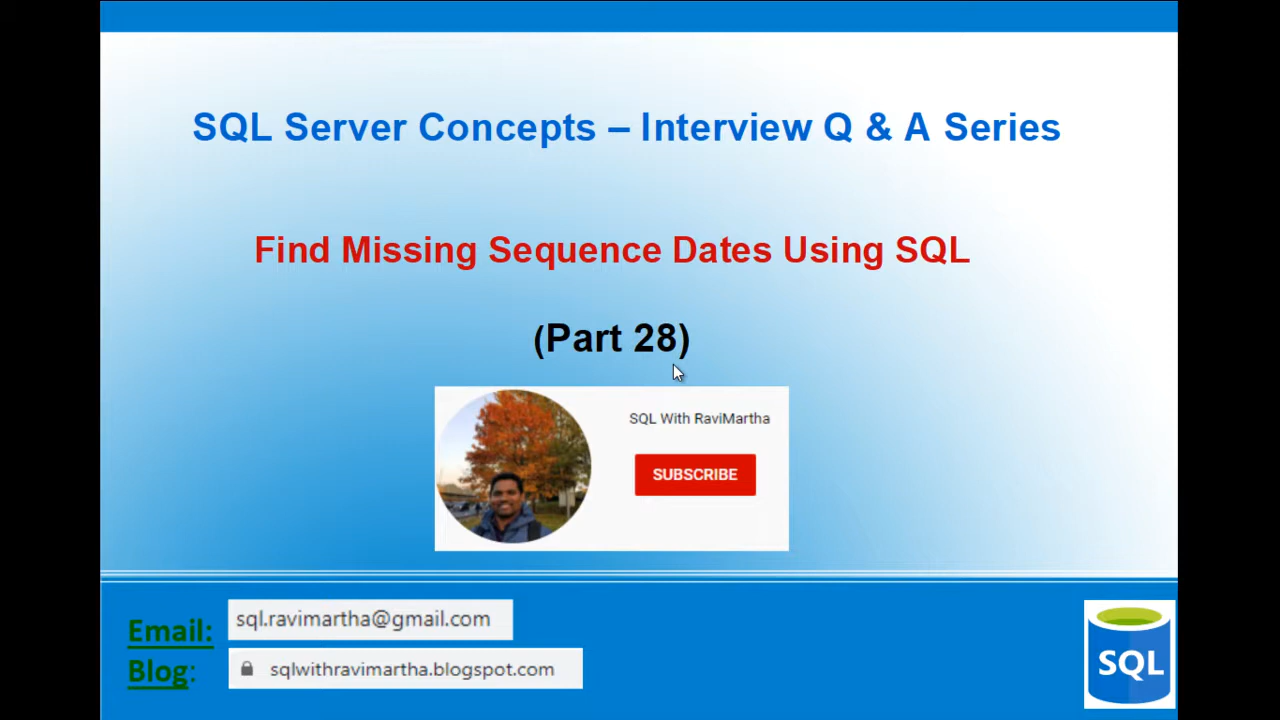 SQL Server Concepts – Interview Q & A Series
Find Missing Sequence Dates Using SQL
(Part 28)
SQL With RaviMartha
SUBSCRIBE
Email: sql.ravimartha@gmail.com
Blog: sqlwithravimartha.blogspot.com
SQL